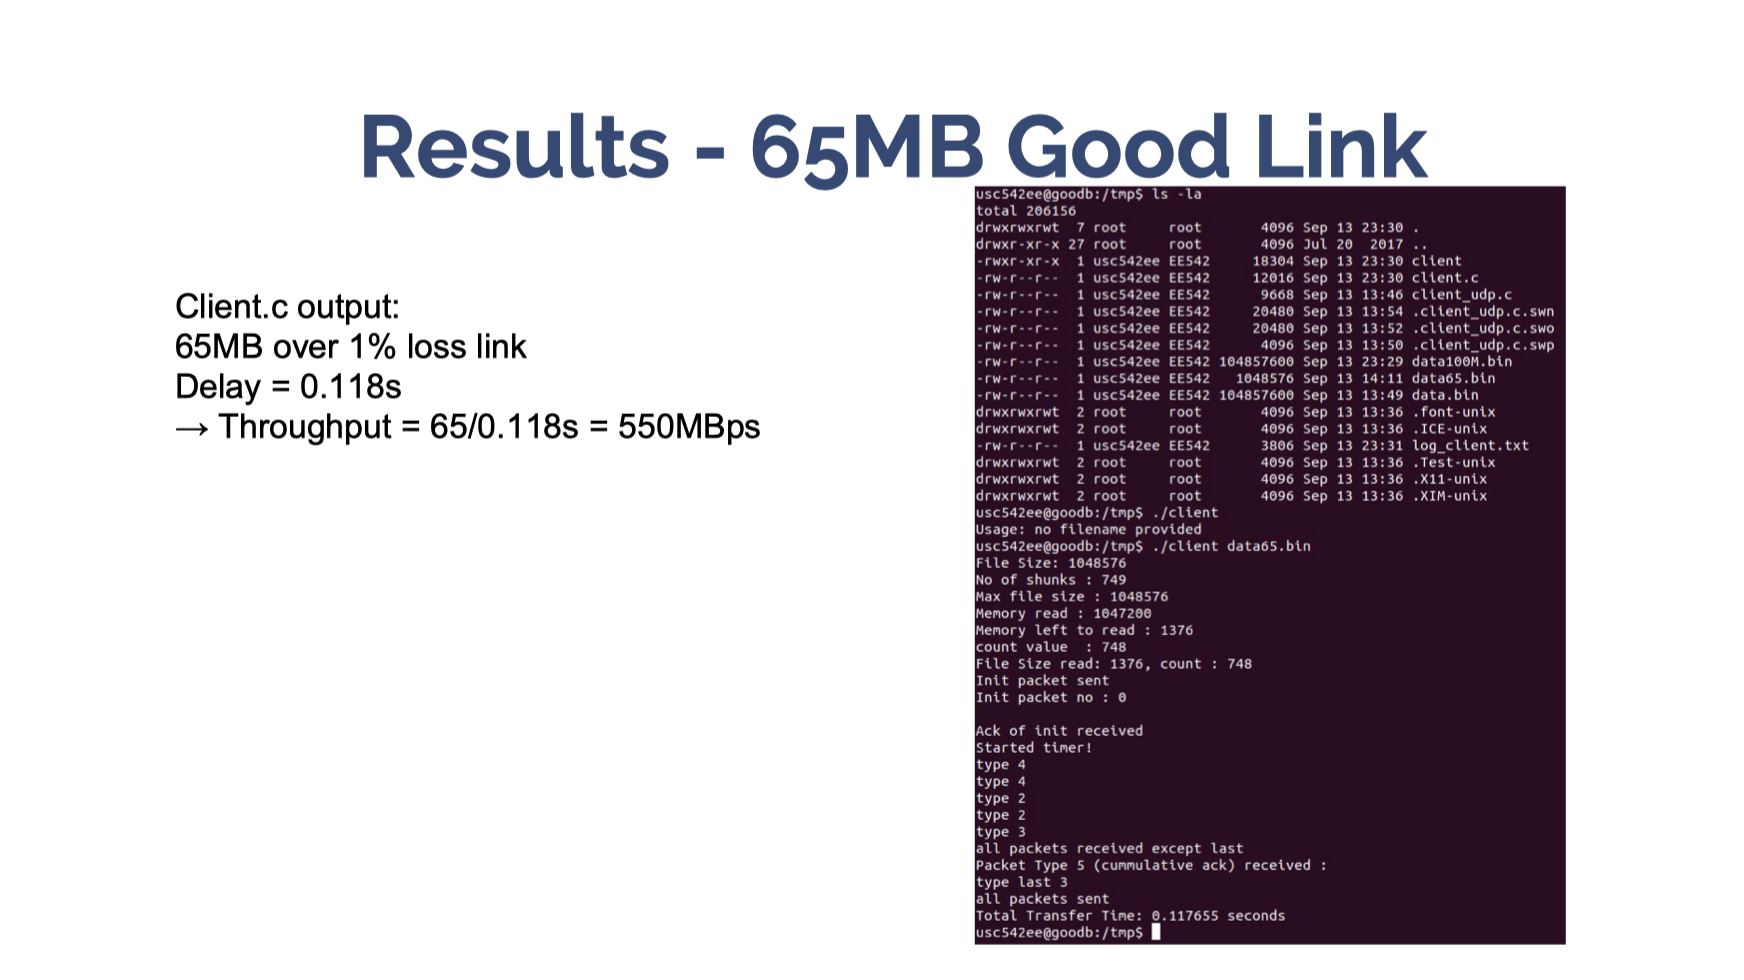 Results - 65MB Good Link
Client.c output:
65MB over 1% loss link
Delay = 0.118s
→ Throughput = 65/0.118s = 550MBps
usc542ee@goodb:/tmp$ ls -la
total 206156
drwxrwxrwt  7 root     root       4096 Sep 13 23:30 .
drwxr-xr-x 27 root     root       4096 Jul 20  2017 ..
-rwxr-xr-x  1 usc542ee EE542     18304 Sep 13 23:30 client
-rw-r--r--  1 usc542ee EE542     12016 Sep 13 23:30 client.c
-rw-r--r--  1 usc542ee EE542      9668 Sep 13 13:46 client_udp.c
-rw-r--r--  1 usc542ee EE542     20480 Sep 13 13:54 .client_udp.c.swn
-rw-r--r--  1 usc542ee EE542     20480 Sep 13 13:52 .client_udp.c.swo
-rw-r--r--  1 usc542ee EE542      4096 Sep 13 13:50 .client_udp.c.swp
-rw-r--r--  1 usc542ee EE542 104857600 Sep 13 23:29 data100M.bin
-rw-r--r--  1 usc542ee EE542   1048576 Sep 13 14:11 data65.bin
-rw-r--r--  1 usc542ee EE542 104857600 Sep 13 13:49 data.bin
drwxrwxrwt  2 root     root       4096 Sep 13 13:36 .font-unix
drwxrwxrwt  2 root     root       4096 Sep 13 13:36 .ICE-unix
-rw-r--r--  1 usc542ee EE542      3806 Sep 13 23:31 log_client.txt
drwxrwxrwt  2 root     root       4096 Sep 13 13:36 .Test-unix
drwxrwxrwt  2 root     root       4096 Sep 13 13:36 .X11-unix
drwxrwxrwt  2 root     root       4096 Sep 13 13:36 .XIM-unix
usc542ee@goodb:/tmp$ ./client
Usage: no filename provided
usc542ee@goodb:/tmp$ ./client data65.bin
File Size: 1048576
No of shunks : 749
Max file size : 1048576
Memory read : 1047200
Memory left to read : 1376
count value  : 748
File Size read: 1376, count : 748
Init packet sent
Init packet no : 0
Ack of init received
Started timer!
type 4
type 4
type 2
type 2
type 3
all packets received except last
Packet Type 5 (cummulative ack) received :
type last 3
all packets sent
Total Transfer Time: 0.117655 seconds
usc542ee@goodb:/tmp$